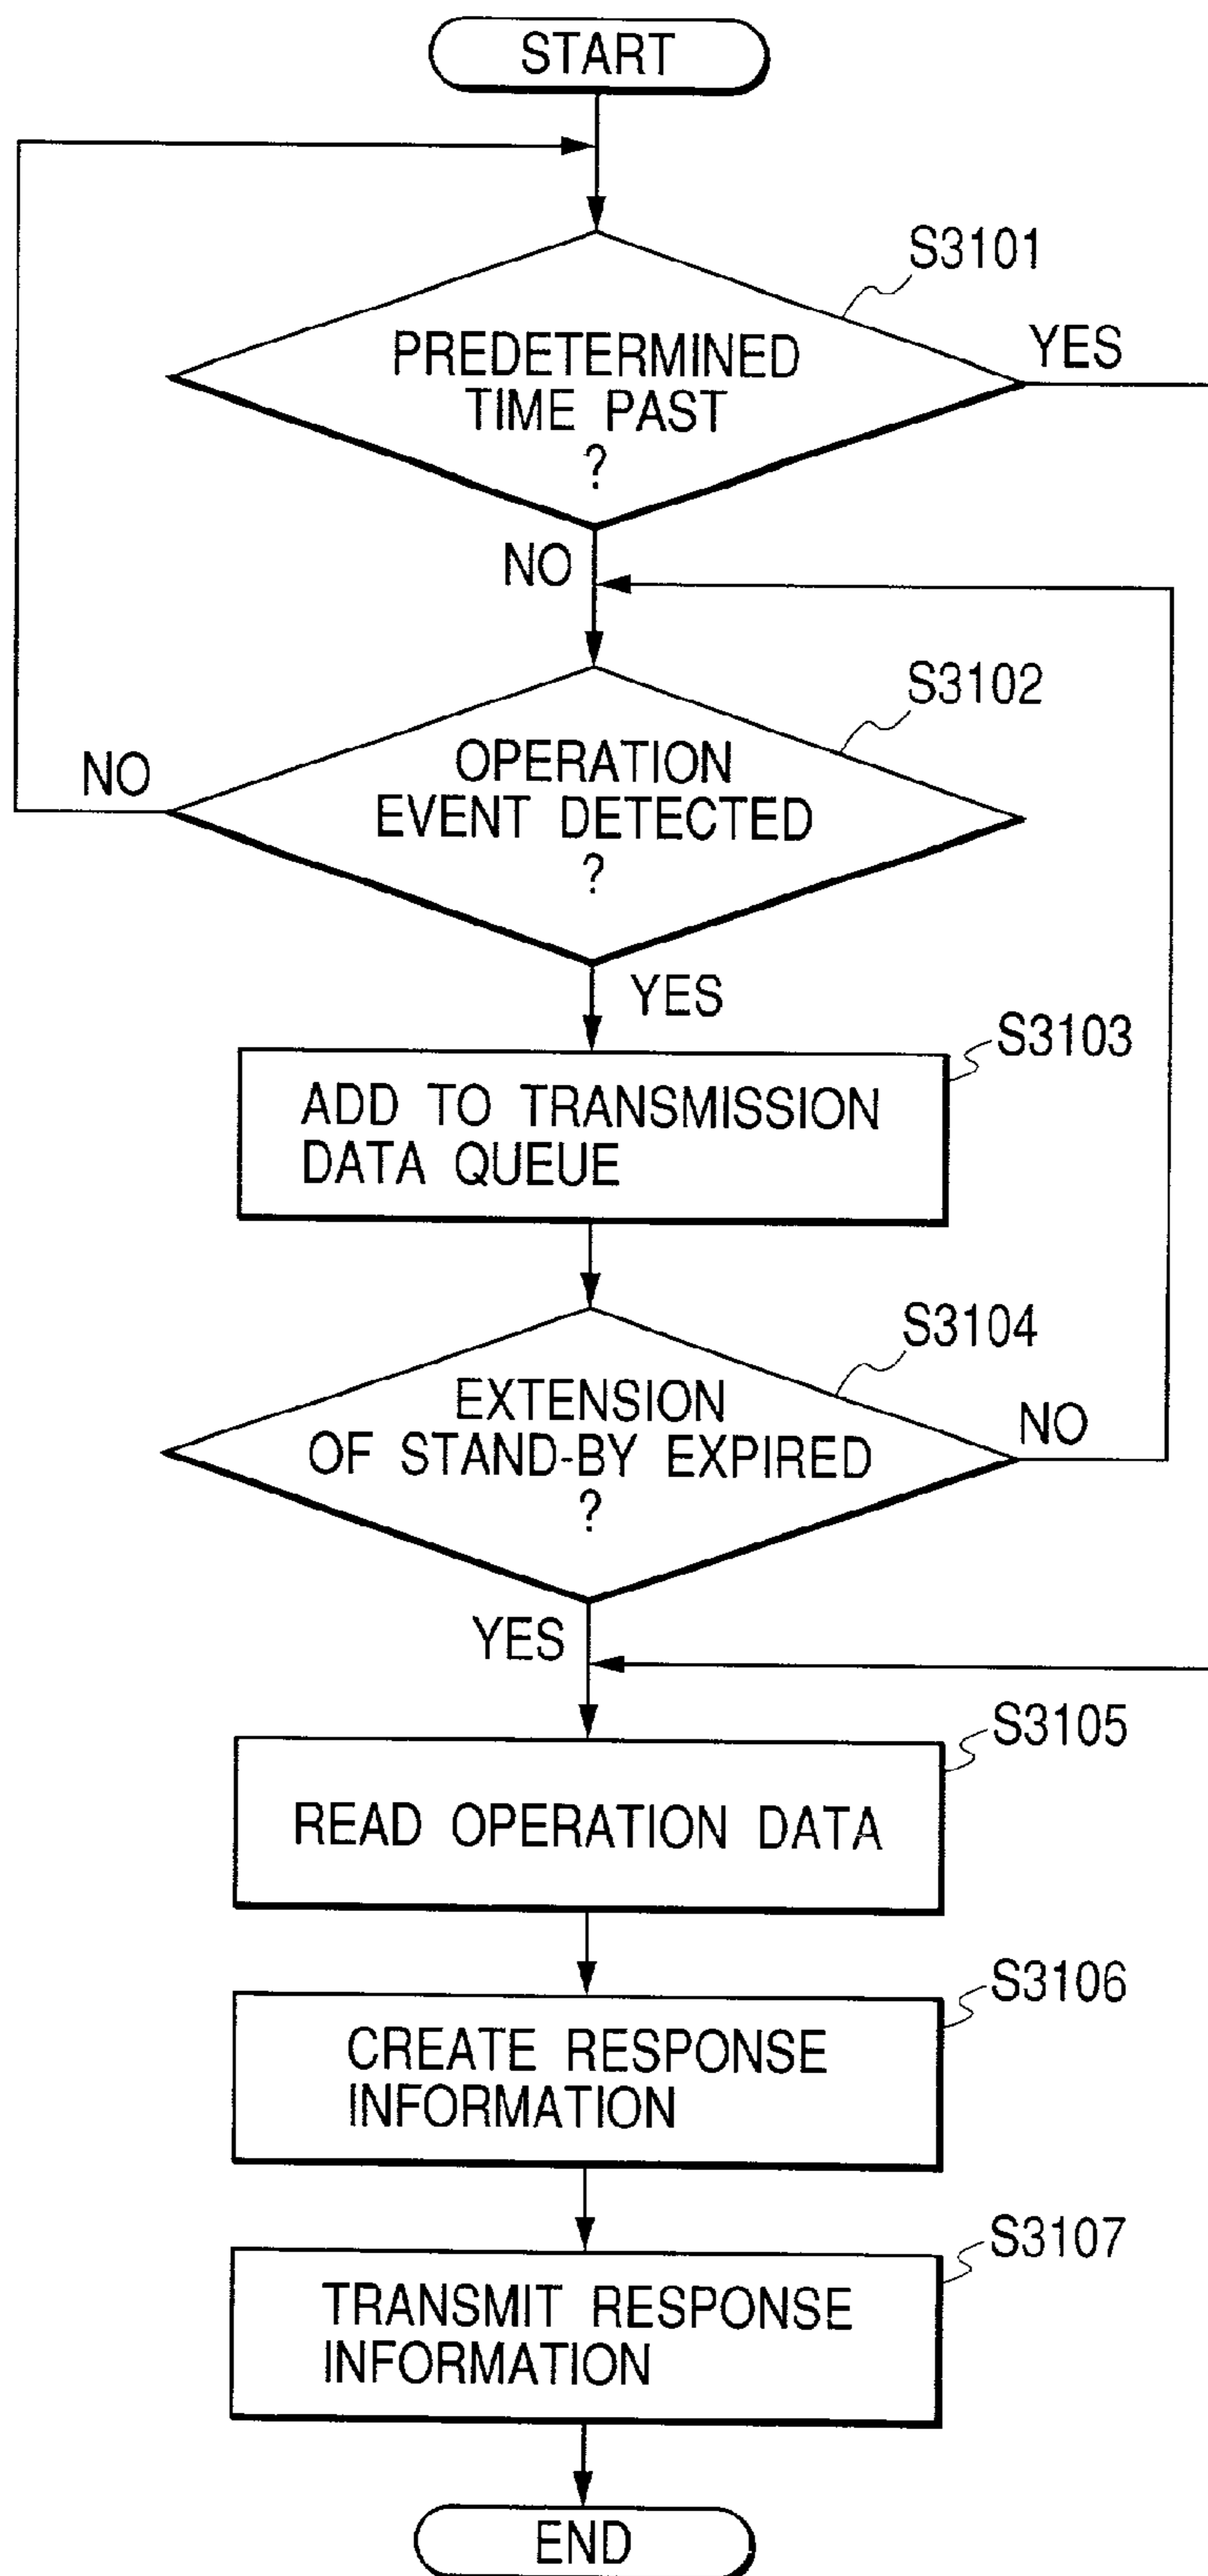 START
S3101
PREDETERMINED
TIME PAST
?
YES
NO
S3102
OPERATION
EVENT DETECTED
?
NO
YES
S3103
ADD TO TRANSMISSION
DATA QUEUE
S3104
EXTENSION
OF STAND-BY EXPIRED
?
NO
YES
S3105
READ OPERATION DATA
S3106
CREATE RESPONSE
INFORMATION
S3107
TRANSMIT RESPONSE
INFORMATION
END